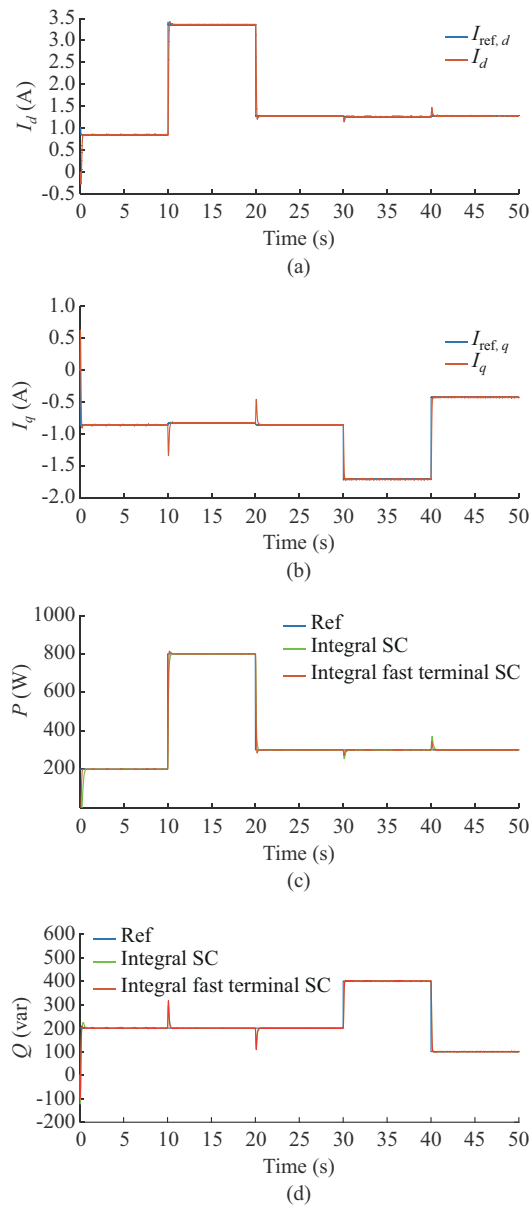 3.5
3.0
2.5
2.0
1.5
1.0
0.5
0
-0.5
I_d (A)
I_ref, d
I_d
0 5 10 15 20 25 30 35 40 45 50
Time (s)
(a)
1.0
0.5
0
-0.5
-1.0
-1.5
-2.0
I_q (A)
I_ref, q
I_q
0 5 10 15 20 25 30 35 40 45 50
Time (s)
(b)
1000
800
600
400
200
P (W)
Ref
Integral SC
Integral fast terminal SC
0 5 10 15 20 25 30 35 40 45 50
Time (s)
(c)
600
500
400
300
200
100
0
-100
-200
Q (var)
Ref
Integral SC
Integral fast terminal SC
0 5 10 15 20 25 30 35 40 45 50
Time (s)
(d)